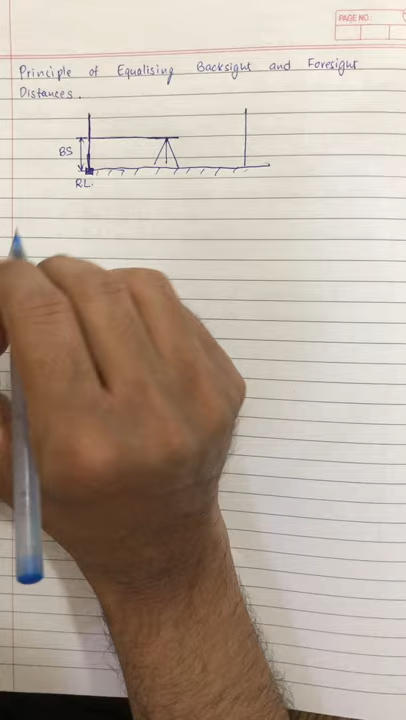 PAGE NO:
Principle of Equalising Backsight and Foresight
Distances.
BS
RL.